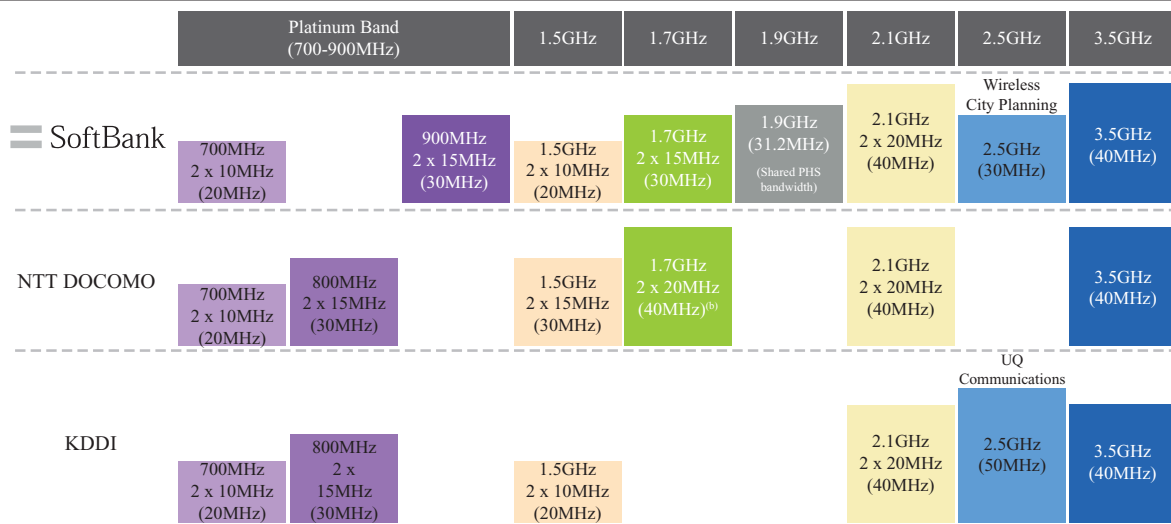 Platinum Band
(700-900MHz)
1.5GHz
1.7GHz
1.9GHz
2.1GHz
2.5GHz
3.5GHz
SoftBank
700MHz
2 x 10MHz
(20MHz)
900MHz
2 x 15MHz
(30MHz)
1.5GHz
2 x 10MHz
(20MHz)
1.7GHz
2 x 15MHz
(30MHz)
1.9GHz
(31.2MHz)
(Shared PHS
bandwidth)
2.1GHz
2 x 20MHz
(40MHz)
Wireless
City Planning
2.5GHz
(30MHz)
3.5GHz
(40MHz)
NTT DOCOMO
700MHz
2 x 10MHz
(20MHz)
800MHz
2 x 15MHz
(30MHz)
1.5GHz
2 x 15MHz
(30MHz)
1.7GHz
2 x 20MHz
(40MHz)(b)
2.1GHz
2 x 20MHz
(40MHz)
3.5GHz
(40MHz)
KDDI
700MHz
2 x 10MHz
(20MHz)
800MHz
2 x
15MHz
(30MHz)
1.5GHz
2 x 10MHz
(20MHz)
2.1GHz
2 x 20MHz
(40MHz)
UQ
Communications
2.5GHz
(50MHz)
3.5GHz
(40MHz)